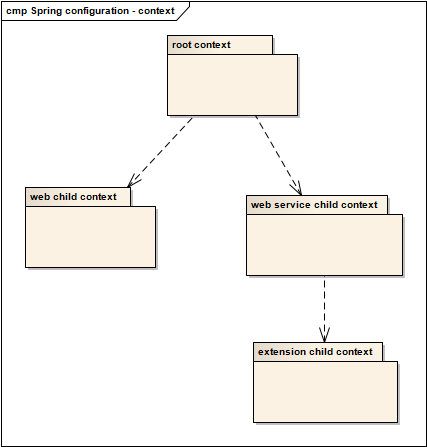 cmp Spring configuration - context
root context
web child context
web service child context
extension child context